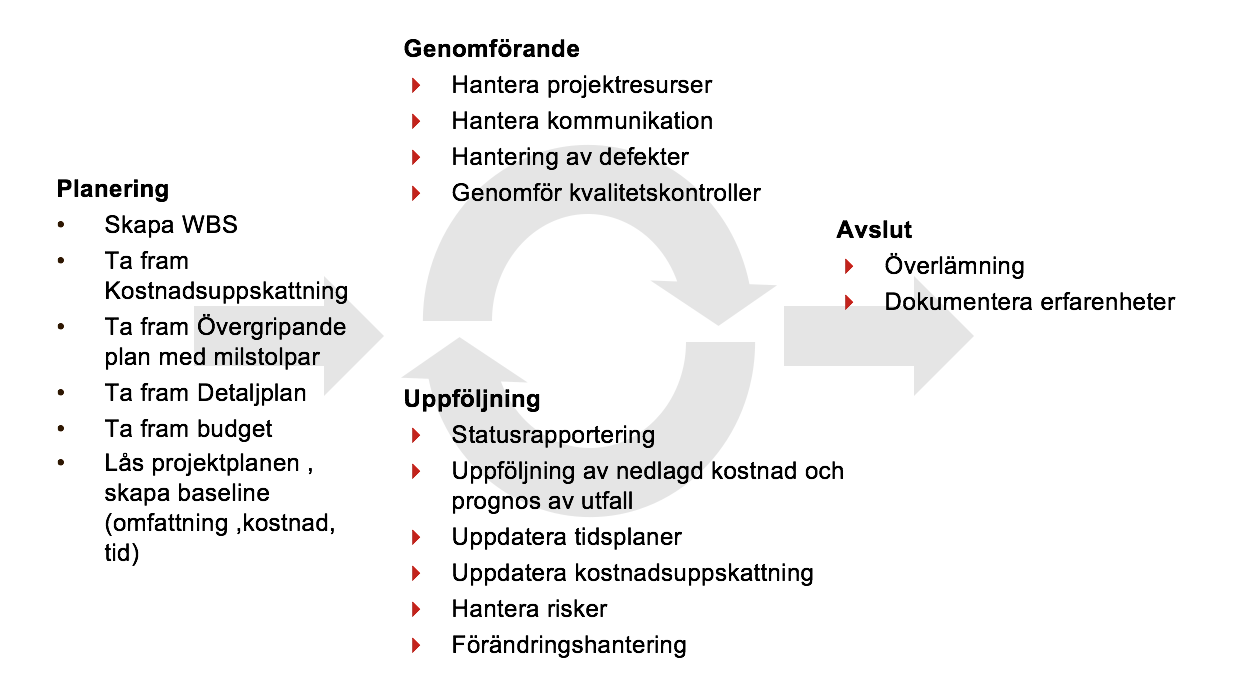 Genomförande
Hantera projektresurser
Hantera kommunikation
Hantering av defekter
Genomför kvalitetskontroller
Planering
• Skapa WBS
• Ta fram
Kostnadsuppskattning
• Ta fram Övergripande
plan med milstolpar
• Ta fram Detaljplan
• Ta fram budget
• Lås projektplanen ,
skapa baseline
(omfattning ,kostnad,
tid)
Avslut
Överlämning
Dokumentera erfarenheter
Uppföljning
Statusrapportering
Uppföljning av nedlagd kostnad och
prognos av utfall
Uppdatera tidsplaner
Uppdatera kostnadsuppskattning
Hantera risker
Förändringshantering